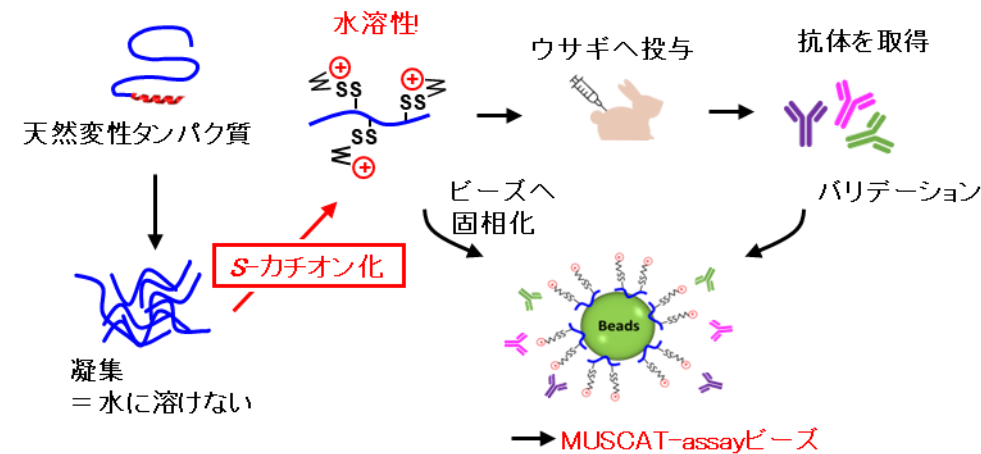 水溶性!
ウサギへ投与
抗体を取得
天然変性タンパク質
SS
SS
SS
ビーズへ
固相化
バリデーション
S-カチオン化
Beads
凝集
= 水に溶けない
MUSCAT-assayビーズ